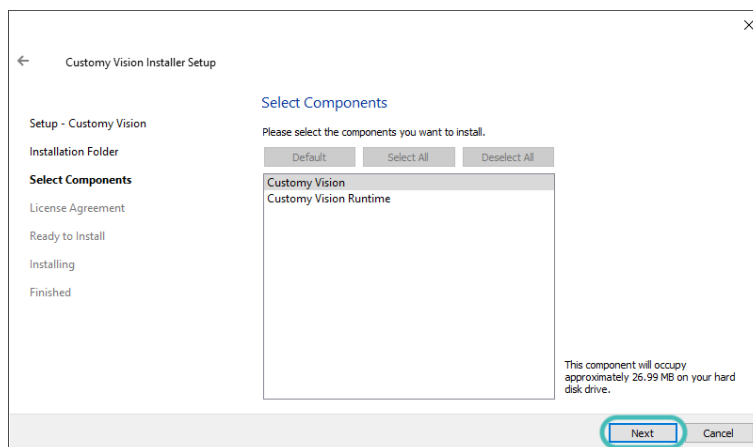 Customy Vision Installer Setup
Setup - Customy Vision
Installation Folder
Select Components
License Agreement
Ready to Install
Installing
Finished
Select Components
Please select the components you want to install.
Default Select All Deselect All
Customy Vision
Customy Vision Runtime
This component will occupy
approximately 26.99 MB on your hard
disk drive.
Next Cancel